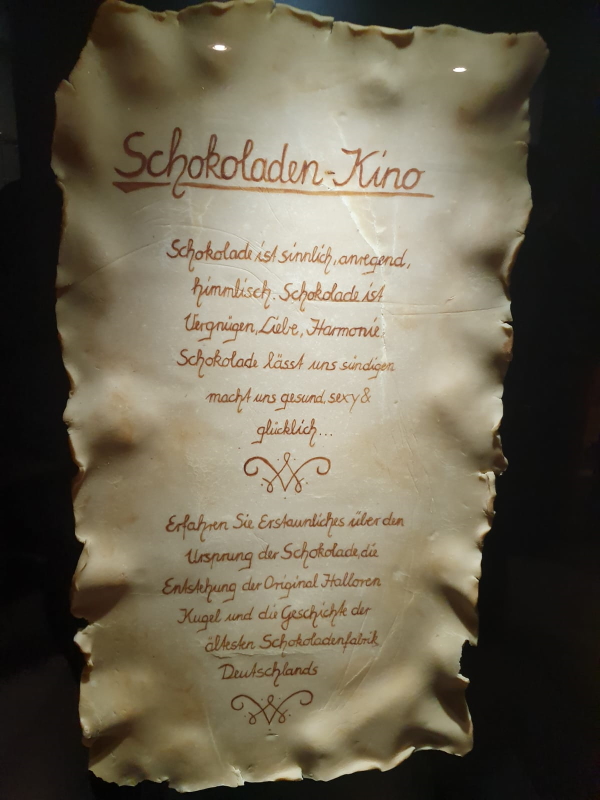 Schokoladen-Kino
Schokolade ist sinnlich, anregend,
himmlisch. Schokolade ist
Vergnügen, Liebe, Harmonie.
Schokolade lässt uns sündigen
macht uns gesund, sexy &
glücklich...
Erfahren Sie Erstaunliches über den
Ursprung der Schokolade, die
Entstehung der Original Halloren
Kugel und die Geschichte der
ältesten Schokoladenfabrik
Deutschlands